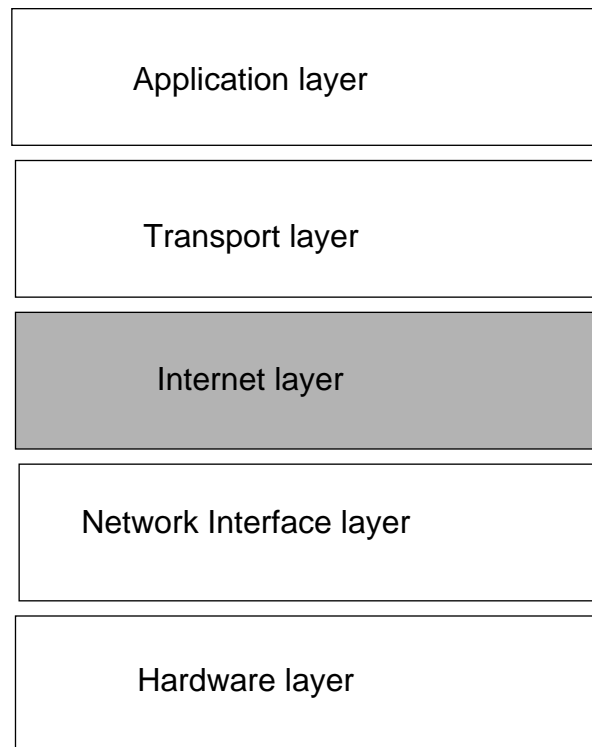 Application layer
Transport layer
Internet layer
Network Interface layer
Hardware layer